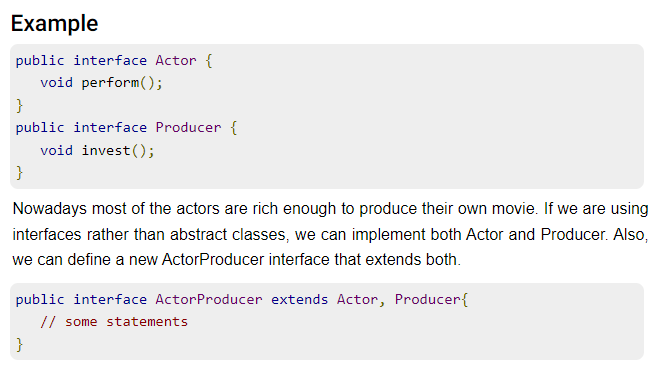 Example
public interface Actor {
   void perform();
}
public interface Producer {
   void invest();
}
Nowadays most of the actors are rich enough to produce their own movie. If we are using
interfaces rather than abstract classes, we can implement both Actor and Producer. Also,
we can define a new ActorProducer interface that extends both.
public interface ActorProducer extends Actor, Producer{
   // some statements
}